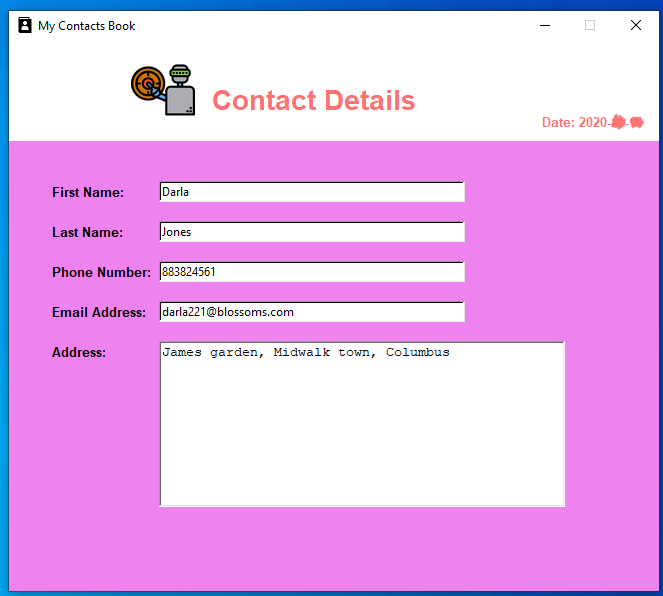 My Contacts Book
Contact Details
Date: 2020-
First Name: Darla
Last Name: Jones
Phone Number: 883824561
Email Address: darla221@blossoms.com
Address: James garden, Midwalk town, Columbus